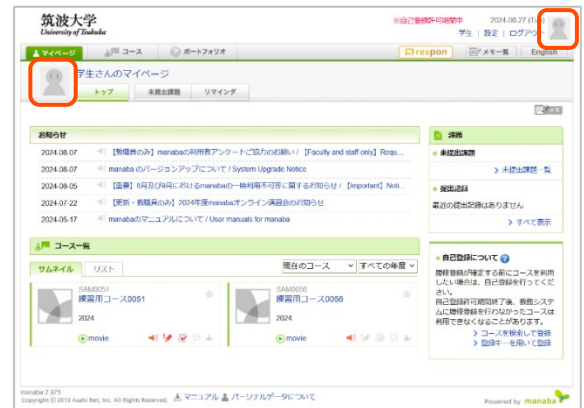 筑波大学
University of Tsukuba
※自己登録許可期間中
2024-08-27 (Tue)
学生 | 設定 | ログアウト
マイページ
コース
ポートフォリオ
respon
メモ一覧
English
学生さんのマイページ
トップ
未提出課題
リマインダ
メモ
お知らせ
2024-08-07 【教職員のみ】manabaの利用者アンケートご協力のお願い / 【Faculty and staff only】Requ...
2024-08-07 manaba のバージョンアップについて / System Upgrade Notice
2024-08-05 【重要】8月及び9月におけるmanabaの一時利用不可等に関するお知らせ / 【Important】Noti...
2024-07-22 【更新・教職員のみ】2024年度manabaオンライン講習会のお知らせ
2024-05-17 manabaのマニュアルについて / User manuals for manaba
課題
未提出課題
未提出課題一覧
提出記録
最近の提出記録はありません
すべて表示
コース一覧
サムネイル
リスト
現在のコース
すべての年度
SAM0051
練習用コース0051
2024
movie
SAM0056
練習用コース0056
2024
movie
自己登録について
履修登録が確定する前にコースを利用
したい場合は、自己登録を行ってくだ
さい。
自己登録許可期間終了後、教務システ
ムに履修登録を行わなかったコースは
利用できなくなることがあります。
コースを検索して登録
登録キーを用いて登録
manaba 2.975
Copyright © 2013 Asahi Net, Inc. All Rights Reserved.
マニュアル
パーソナルデータについて
Powered by manaba